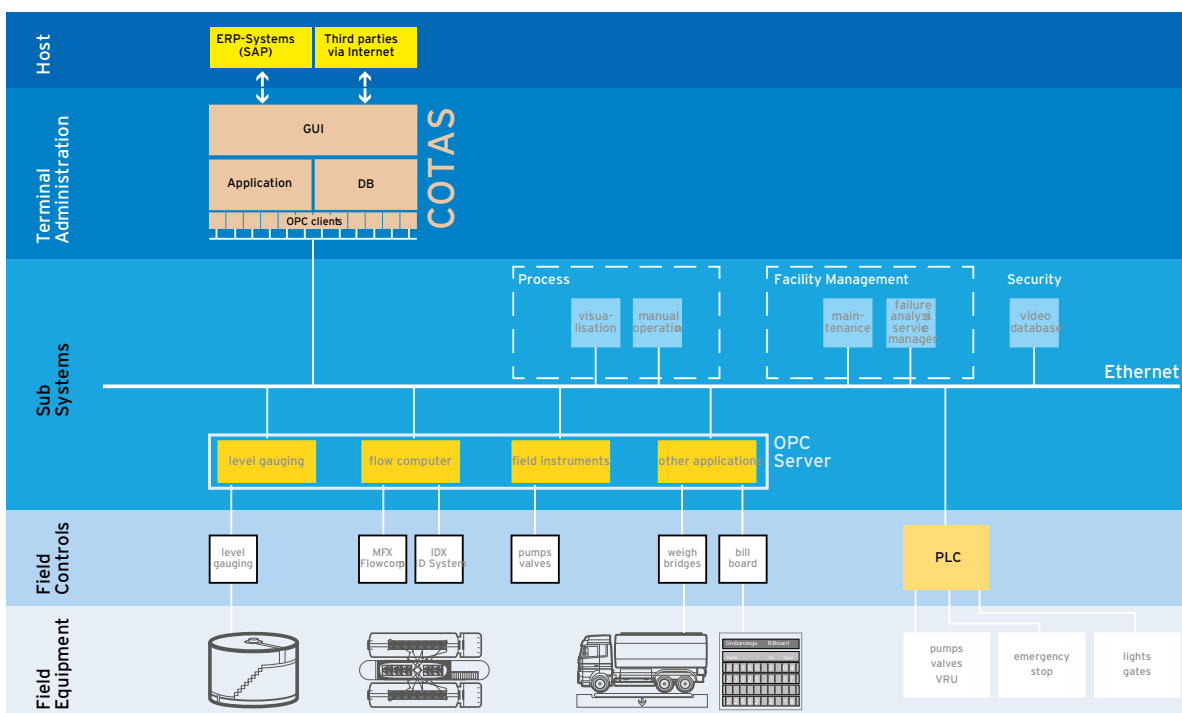 Host
ERP-Systems
(SAP)
Third parties
via Internet
Terminal
Administration
GUI
Application
DB
OPC clients
COTAS
Sub
Systems
Process
visua-
lisation
manual
operation
Facility Management
main-
tenance
failure
analysis
service
manager
Security
video
database
Ethernet
level gauging
flow computer
field instruments
other applications
OPC
Server
Field
Controls
level
gauging
MFX
Flowcomp
IDX
ID System
pumps
valves
weigh
bridges
bill
board
PLC
Field
Equipment
Großanzeige Billboard
pumps
valves
VRU
emergency
stop
lights
gates